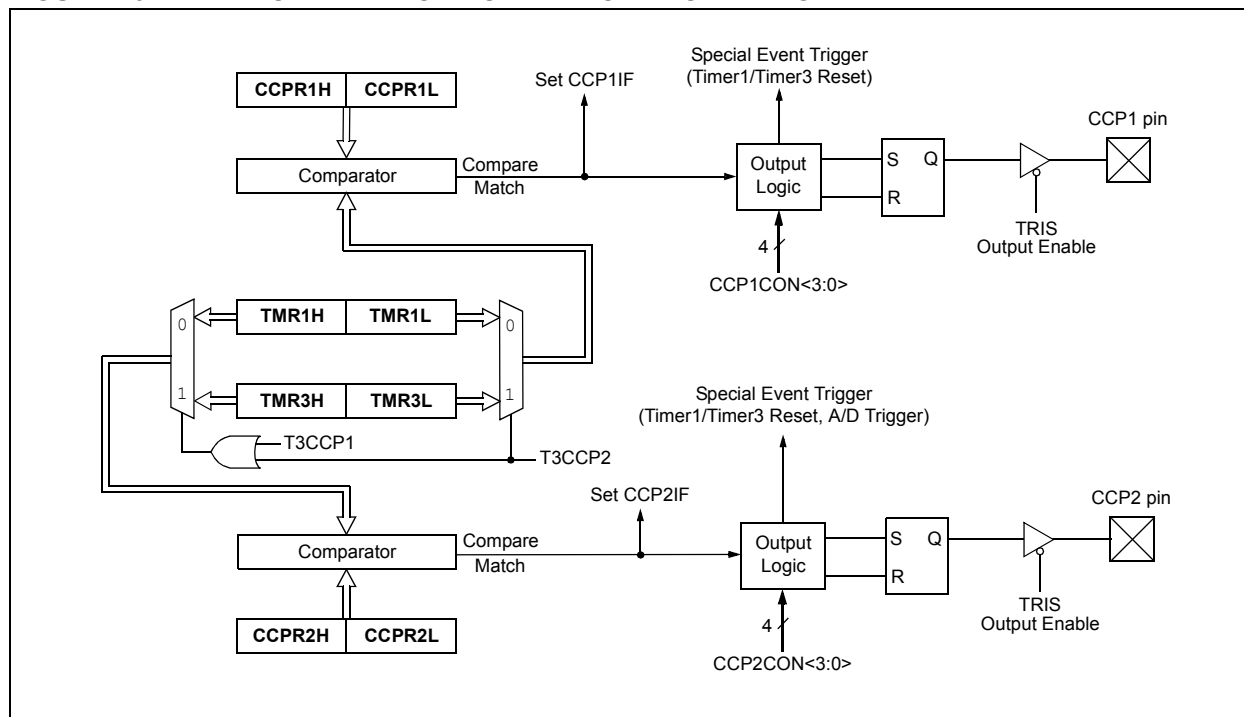 Special Event Trigger
(Timer1/Timer3 Reset)
Set CCP1IF
CCPR1H CCPR1L
CCP1 pin
Comparator
Compare
Match
Output
Logic
S Q
R
TRIS
Output Enable
4
CCP1CON<3:0>
0 TMR1H TMR1L 0
1 TMR3H TMR3L 1
T3CCP1
T3CCP2
Special Event Trigger
(Timer1/Timer3 Reset, A/D Trigger)
Set CCP2IF
CCP2 pin
Comparator
Compare
Match
Output
Logic
S Q
R
TRIS
Output Enable
CCPR2H CCPR2L
4
CCP2CON<3:0>